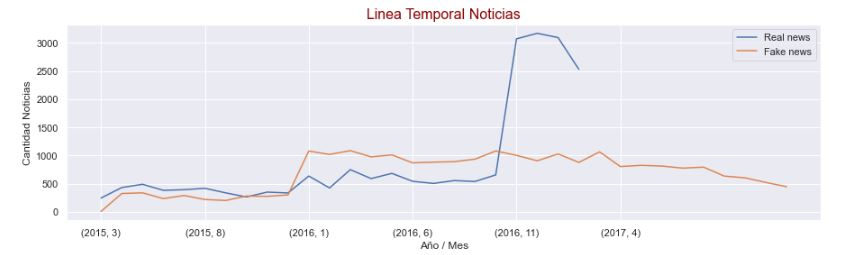 Linea Temporal Noticias
Real news
Fake news
3000
2500
2000
1500
1000
500
0
Cantidad Noticias
(2015, 3) (2015, 8) (2016, 1) (2016, 6) (2016, 11) (2017, 4)
Año / Mes